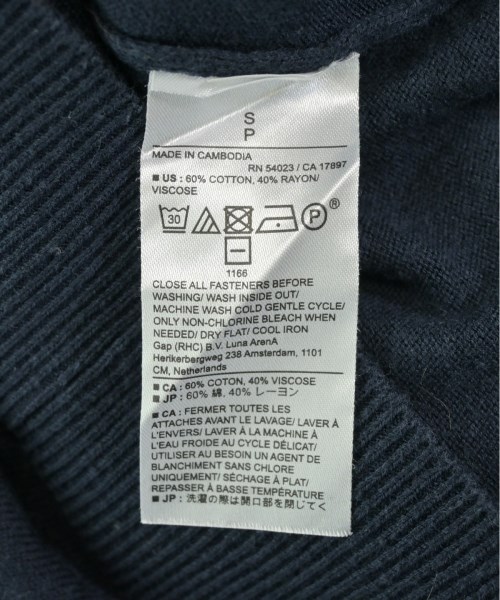 S
P
MADE IN CAMBODIA
RN 54023 / CA 17897
■ US : 60% COTTON, 40% RAYON/
VISCOSE
30 P ®
1166
CLOSE ALL FASTENERS BEFORE
WASHING/ WASH INSIDE OUT/
MACHINE WASH COLD GENTLE CYCLE/
ONLY NON-CHLORINE BLEACH WHEN
NEEDED/ DRY FLAT/ COOL IRON
Gap (RHC) B.V. Luna ArenA
Herikerbergweg 238 Amsterdam, 1101
CM, Netherlands
■ CA : 60% COTON, 40% VISCOSE
■ JP : 60% 綿, 40% レーヨン
■ CA : FERMER TOUTES LES
ATTACHES AVANT LE LAVAGE/ LAVER À
L'ENVERS/ LAVER À LA MACHINE À
L'EAU FROIDE AU CYCLE DÉLICAT/
UTILISER AU BESOIN UN AGENT DE
BLANCHIMENT SANS CHLORE
UNIQUEMENT/ SÉCHAGE À PLAT/
REPASSER À BASSE TEMPÉRATURE
■ JP : 洗濯の際は開口部を閉じてく